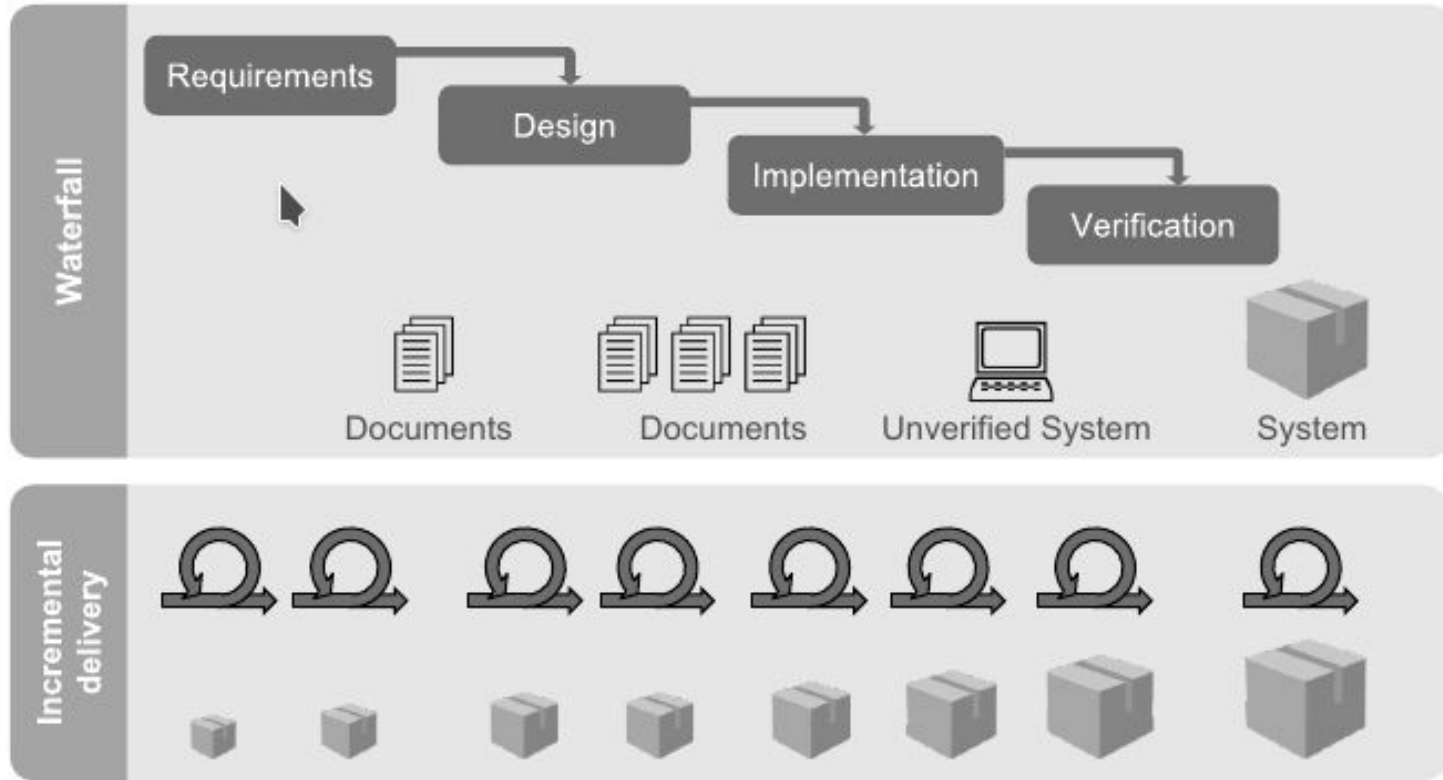 Waterfall
Requirements
Design
Implementation
Verification
Documents
Documents
Unverified System
System
Incremental
delivery